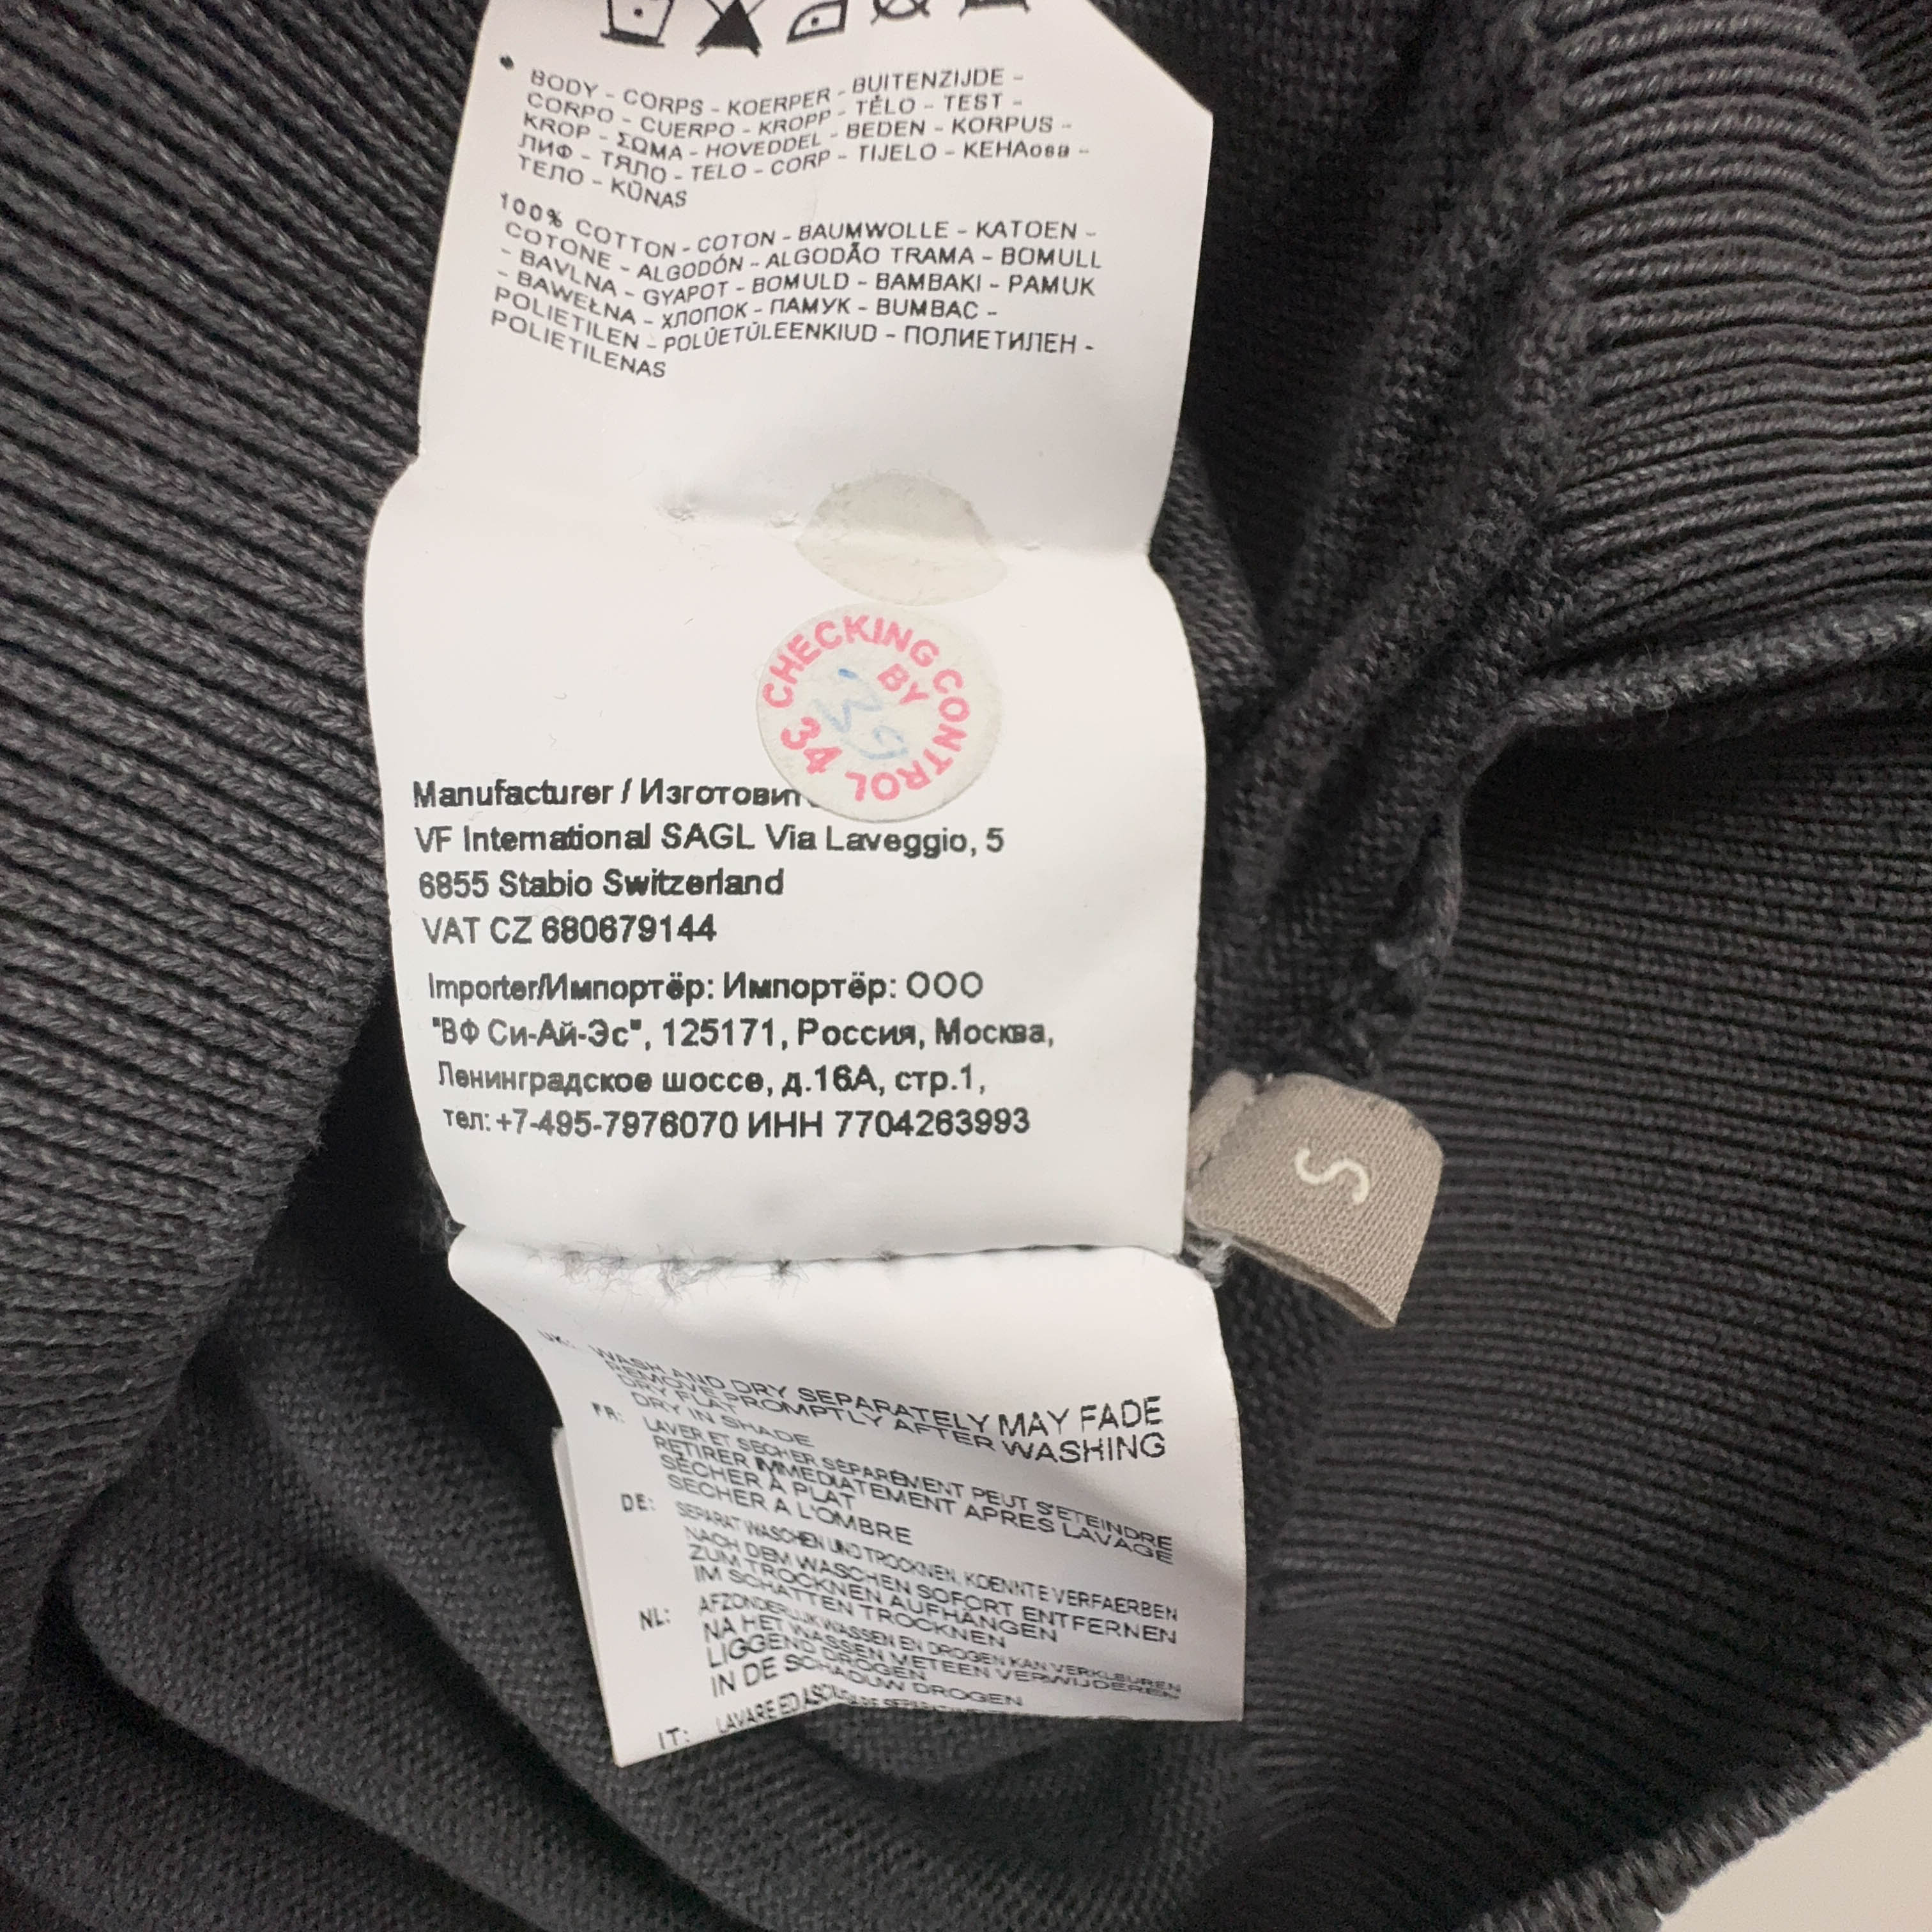 BODY - CORPS - KOERPER - BUITENZIJDE -
CORPO - CUERPO - KROPP - TĚLO - TEST -
KROP - ΣΩΜΑ - HOVEDDEL - BEDEN - KORPUS -
ЛИФ - ТЯЛО - TELO - CORP - TIJELO - КЕНАова -
ТЕЛО - KŪNAS
100% COTTON - COTON - BAUMWOLLE - KATOEN -
COTONE - ALGODÓN - ALGODÃO TRAMA - BOMULL
- BAVLNA - GYAPOT - BOMULD - BAMBAKI - PAMUK
- BAWEŁNA - ХЛОПОК - ПАМУК - BUMBAC -
POLIETILEN - POLÜETÜLEENKIUD - ПОЛИЕТИЛЕН -
POLIETILENAS
CHECKING CONTROL
BY
34
Manufacturer /
VF International SAGL Via Laveggio, 5
6855 Stabio Switzerland
VAT CZ 680679144
Importer/Импортёр: Импортёр: ООО
"ВФ Си-Ай-Эс", 125171, Россия, Москва,
Ленинградское шоссе, д.16А, стр.1,
тел: +7-495-7976070 ИНН 7704263993
S
UK: WASH AND DRY SEPARATELY MAY FADE
REMOVE PROMPTLY AFTER WASHING
DRY FLAT
DRY IN SHADE
FR: LAVER ET SECHER SÉPARÉMENT PEUT S'ETEINDRE
RETIRER IMMEDIATEMENT APRES LAVAGE
SÉCHER À PLAT
SECHER A L'OMBRE
DE: SEPARAT WASCHEN UND TROCKNEN, KOENNTE VERFAERBEN
NACH DEM WASCHEN SOFORT ENTFERNEN
ZUM TROCKNEN AUFHÄNGEN
IM SCHATTEN TROCKNEN
NL: AFZONDERLIJK WASSEN EN DROGEN KAN VERKLEUREN
NA HET WASSEN METEEN VERWIJDEREN
LIGGEND DROGEN
IN DE SCHADUW DROGEN
IT: LAVARE ED